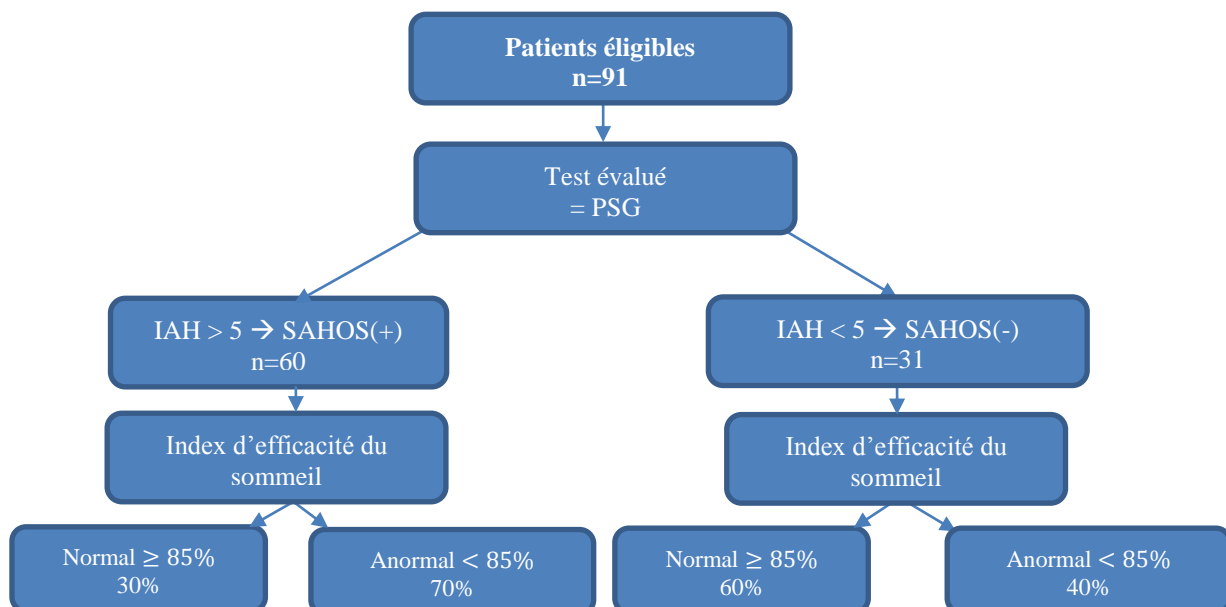 Patients éligibles
n=91
Test évalué
= PSG
IAH > 5 → SAHOS(+)
n=60
IAH < 5 → SAHOS(-)
n=31
Index d’efficacité du
sommeil
Index d’efficacité du
sommeil
Normal ≥ 85%
30%
Anormal < 85%
70%
Normal ≥ 85%
60%
Anormal < 85%
40%